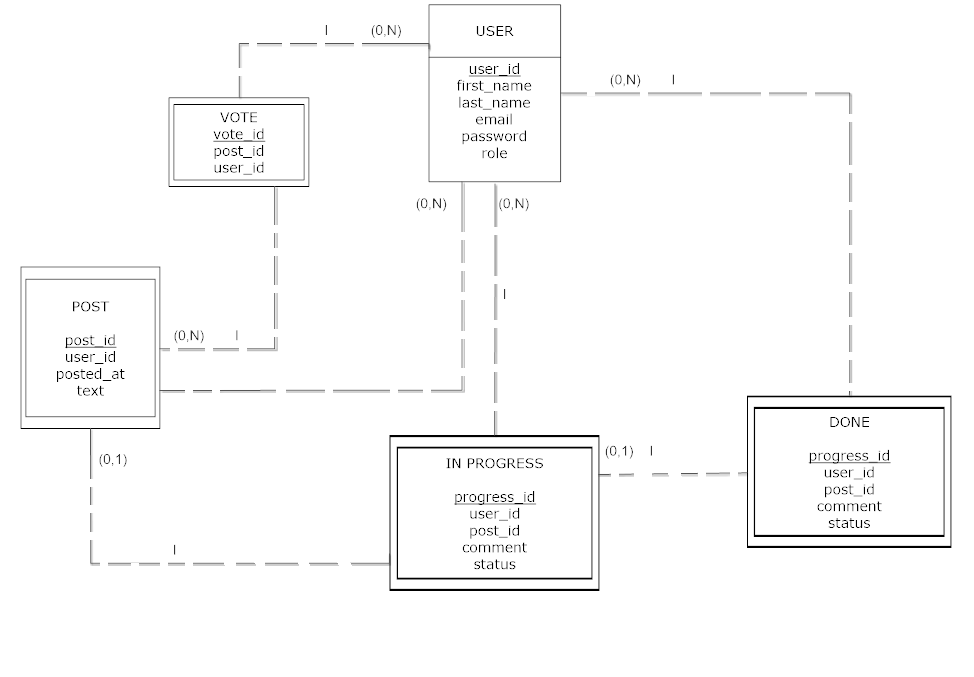 I
(0,N)
USER
user_id
first_name
last_name
email
password
role
(0,N)
I
VOTE
vote_id
post_id
user_id
(0,N)
(0,N)
I
(0,N)
I
POST
post_id
user_id
posted_at
text
(0,1)
I
IN PROGRESS
progress_id
user_id
post_id
comment
status
(0,1)
I
DONE
progress_id
user_id
post_id
comment
status